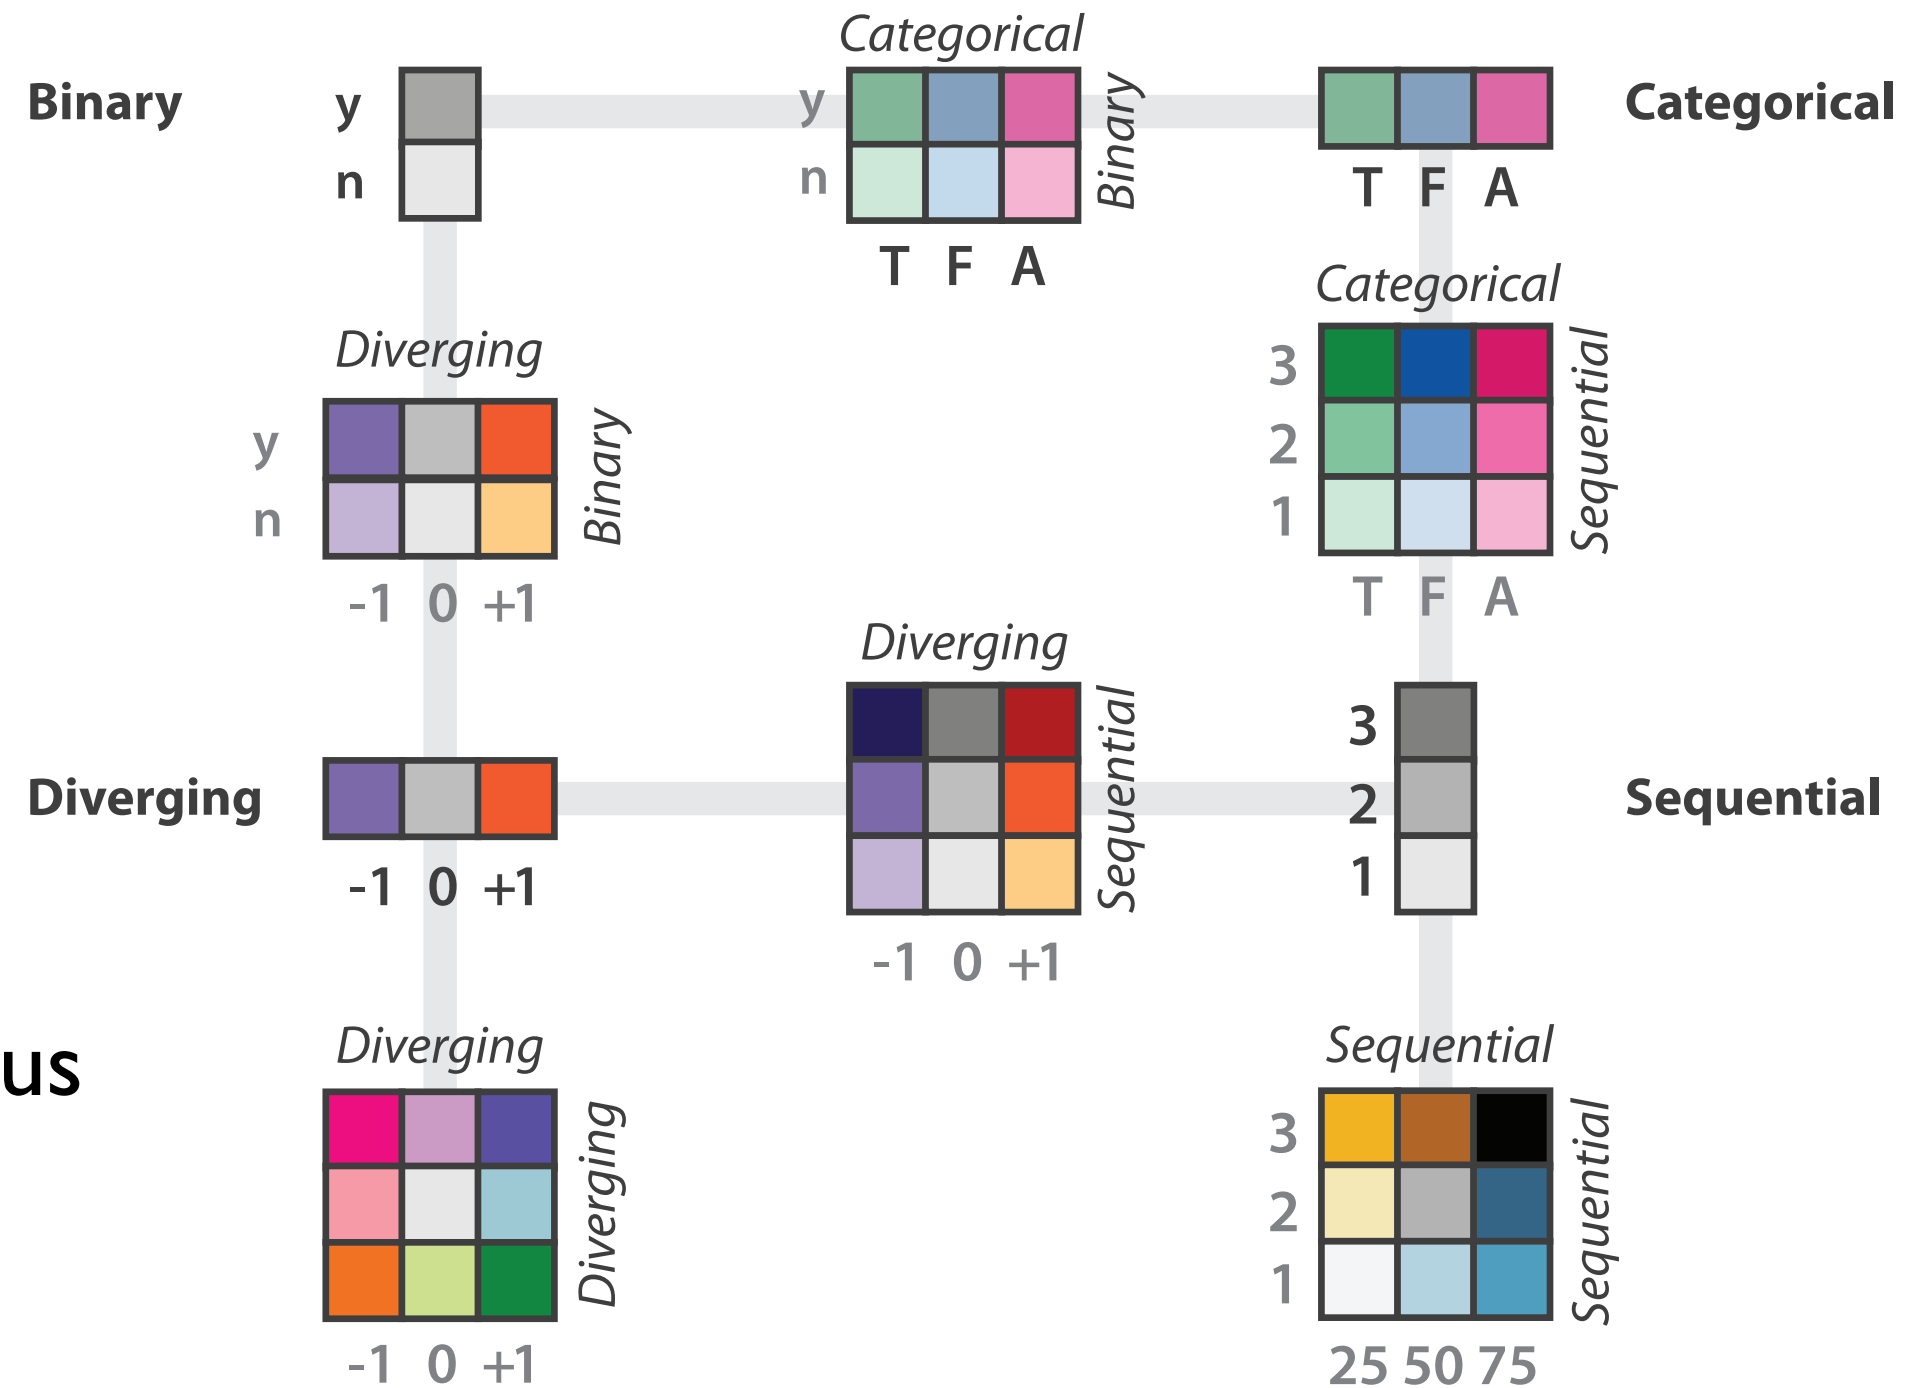 Categorical
Binary
y
n
y
n
T F A
Binary
T F A
Categorical
Diverging
y
n
-1 0 +1
Binary
Categorical
3
2
1
T F A
Sequential
Diverging
-1 0 +1
Diverging
-1 0 +1
Sequential
3
2
1
Sequential
us
Diverging
-1 0 +1
Diverging
Sequential
3
2
1
25 50 75
Sequential